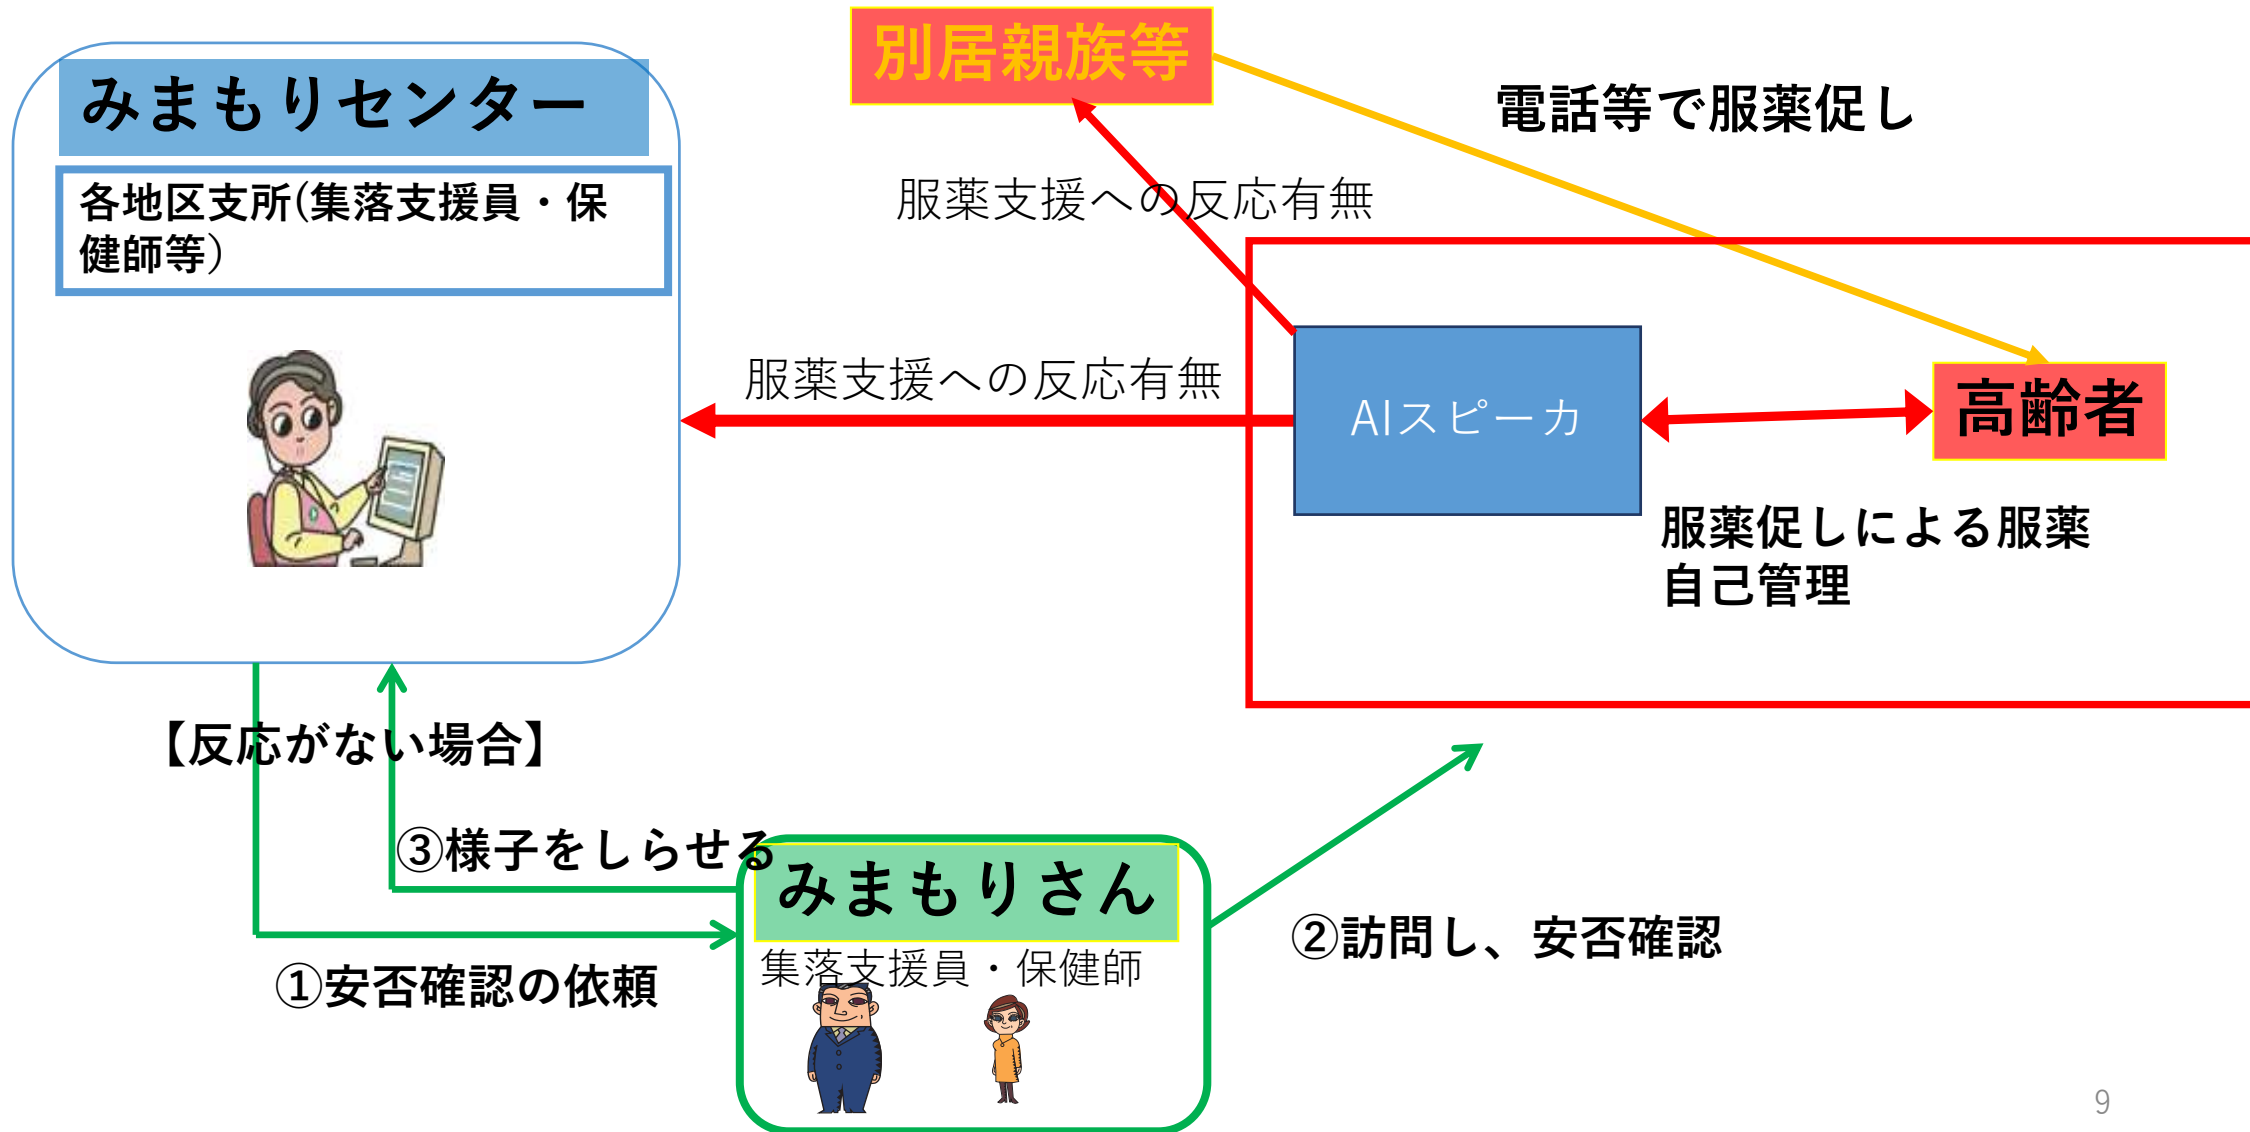 別居親族等
みまもりセンター
電話等で服薬促し
各地区支所(集落支援員・保
健師等)
服薬支援への反応有無
服薬支援への反応有無
AIスピーカ
高齢者
服薬促しによる服薬
自己管理
【反応がない場合】
③様子をしらせる
みまもりさん
②訪問し、安否確認
集落支援員・保健師
①安否確認の依頼
9